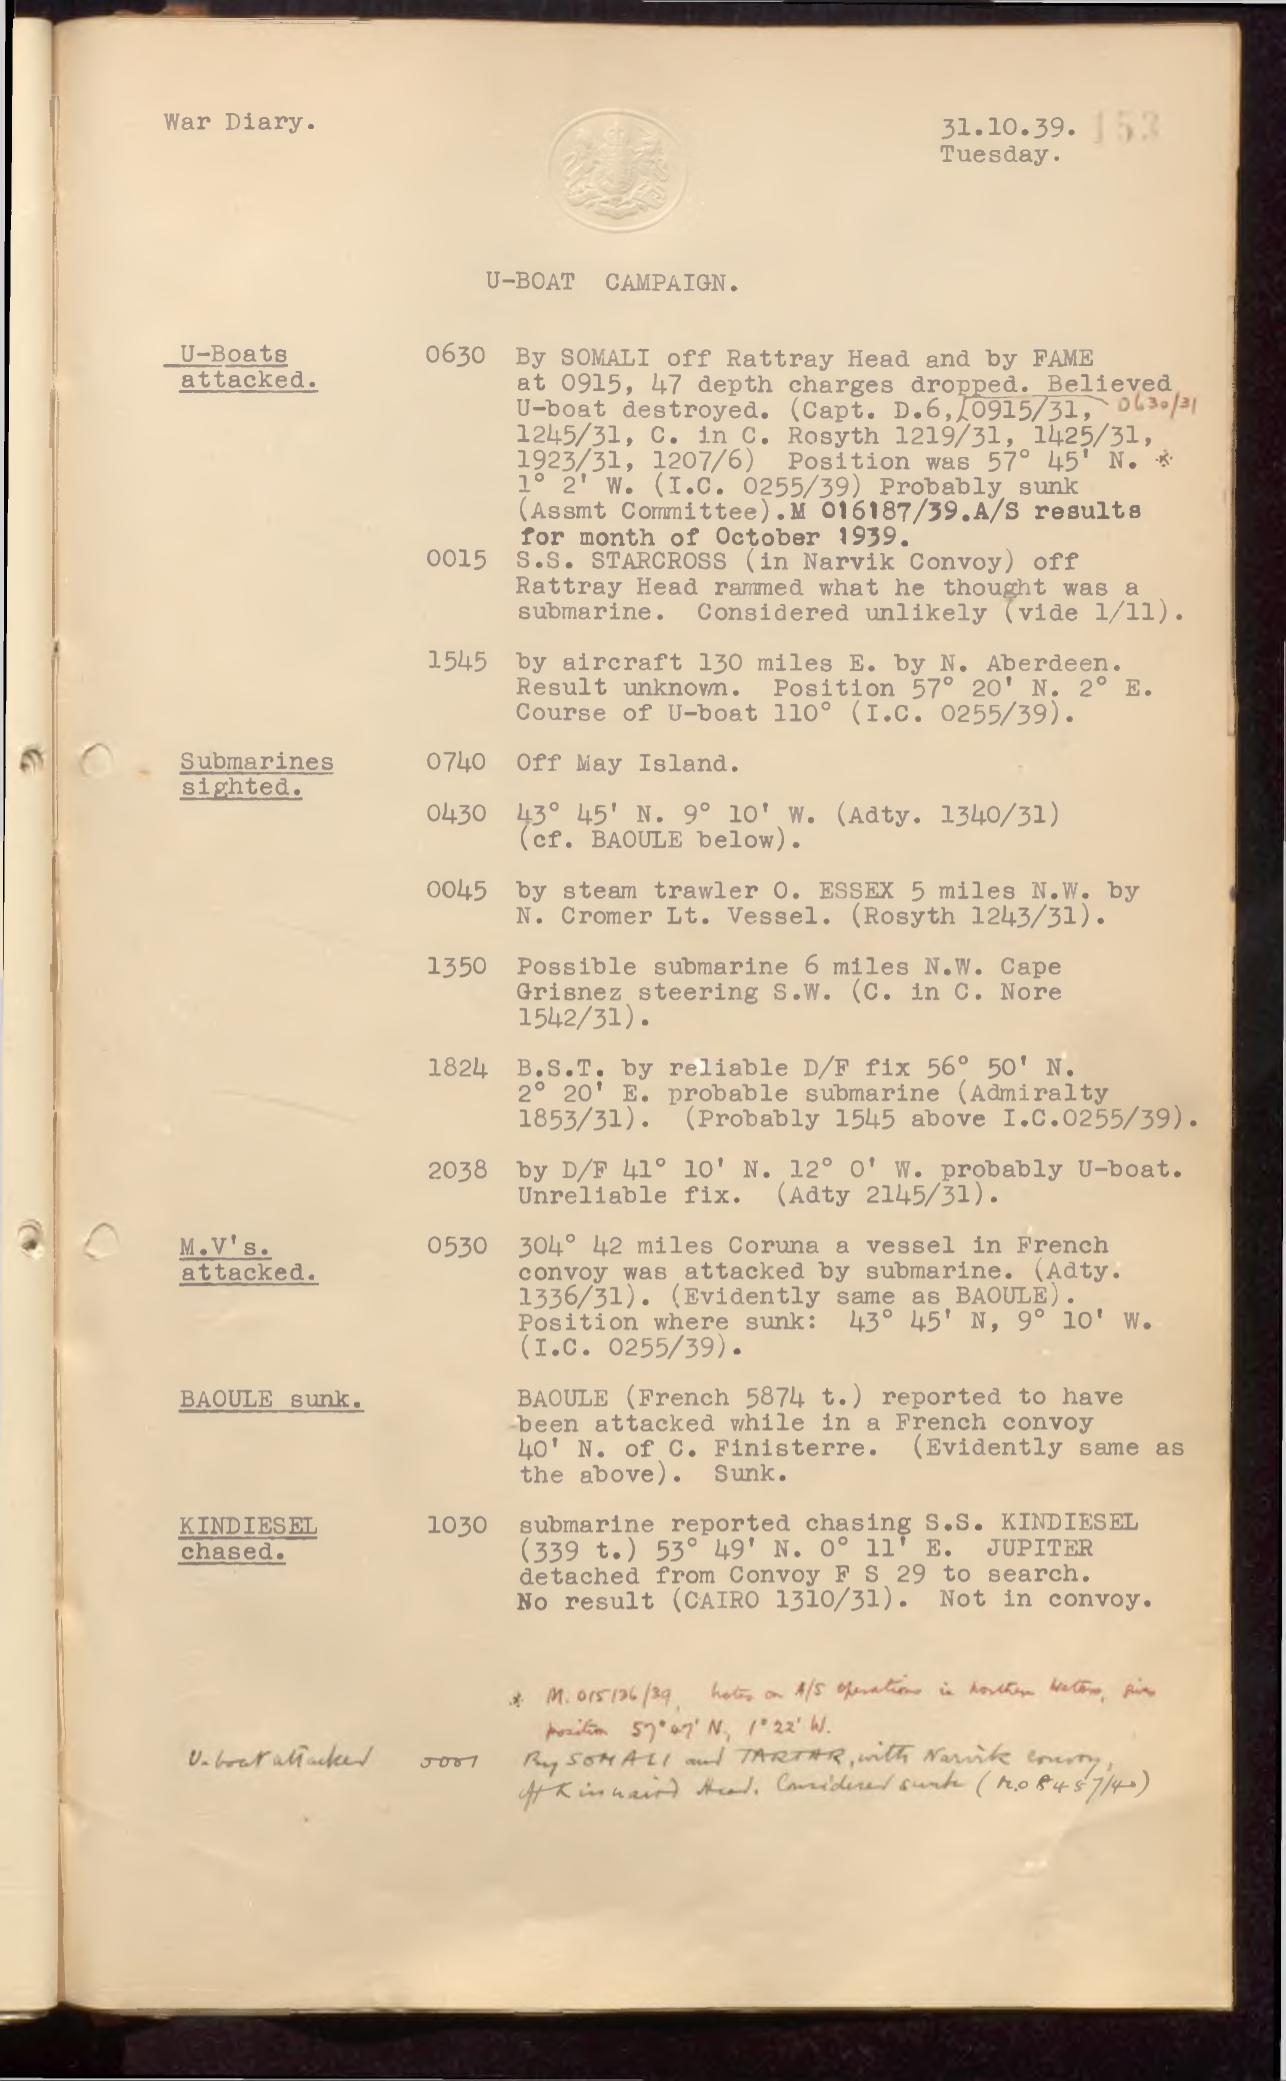 War Diary.
31.10.39. 153
Tuesday.
U-BOAT CAMPAIGN.
U-Boats
attacked.
0630 By SOMALI off Rattray Head and by FAME
at 0915, 47 depth charges dropped. Believed
U-boat destroyed. (Capt. D.6, 0915/31, 0630/31
1245/31, C. in C. Rosyth 1219/31, 1425/31,
1923/31, 1207/6) Position was 57° 45' N. *
1° 2' W. (I.C. 0255/39) Probably sunk
(Assmt Committee).M 016187/39.A/S results
for month of October 1939.
0015 S.S. STARCROSS (in Narvik Convoy) off
Rattray Head rammed what he thought was a
submarine. Considered unlikely (vide 1/11).
1545 by aircraft 130 miles E. by N. Aberdeen.
Result unknown. Position 57° 20' N. 2° E.
Course of U-boat 110° (I.C. 0255/39).
Submarines
sighted.
0740 Off May Island.
0430 43° 45' N. 9° 10' W. (Adty. 1340/31)
(cf. BAOULE below).
0045 by steam trawler O. ESSEX 5 miles N.W. by
N. Cromer Lt. Vessel. (Rosyth 1243/31).
1350 Possible submarine 6 miles N.W. Cape
Grisnez steering S.W. (C. in C. Nore
1542/31).
1824 B.S.T. by reliable D/F fix 56° 50' N.
2° 20' E. probable submarine (Admiralty
1853/31). (Probably 1545 above I.C.0255/39).
2038 by D/F 41° 10' N. 12° 0' W. probably U-boat.
Unreliable fix. (Adty 2145/31).
M.V's.
attacked.
0530 304° 42 miles Coruna a vessel in French
convoy was attacked by submarine. (Adty.
1336/31). (Evidently same as BAOULE).
Position where sunk: 43° 45' N, 9° 10' W.
(I.C. 0255/39).
BAOULE sunk.
BAOULE (French 5874 t.) reported to have
been attacked while in a French convoy
40' N. of C. Finisterre. (Evidently same as
the above). Sunk.
KINDIESEL
chased.
1030 submarine reported chasing S.S. KINDIESEL
(339 t.) 53° 49' N. 0° 11' E. JUPITER
detached from Convoy F S 29 to search.
No result (CAIRO 1310/31). Not in convoy.
* M. 015136/39, Notes on A/S Operations in Northern Waters, gives
position 57° 47' N, 1° 22' W.
U-boat attacked By SOMALI and TARTAR, with Narvik convoy,
off Kinnaird Head. Considered sunk